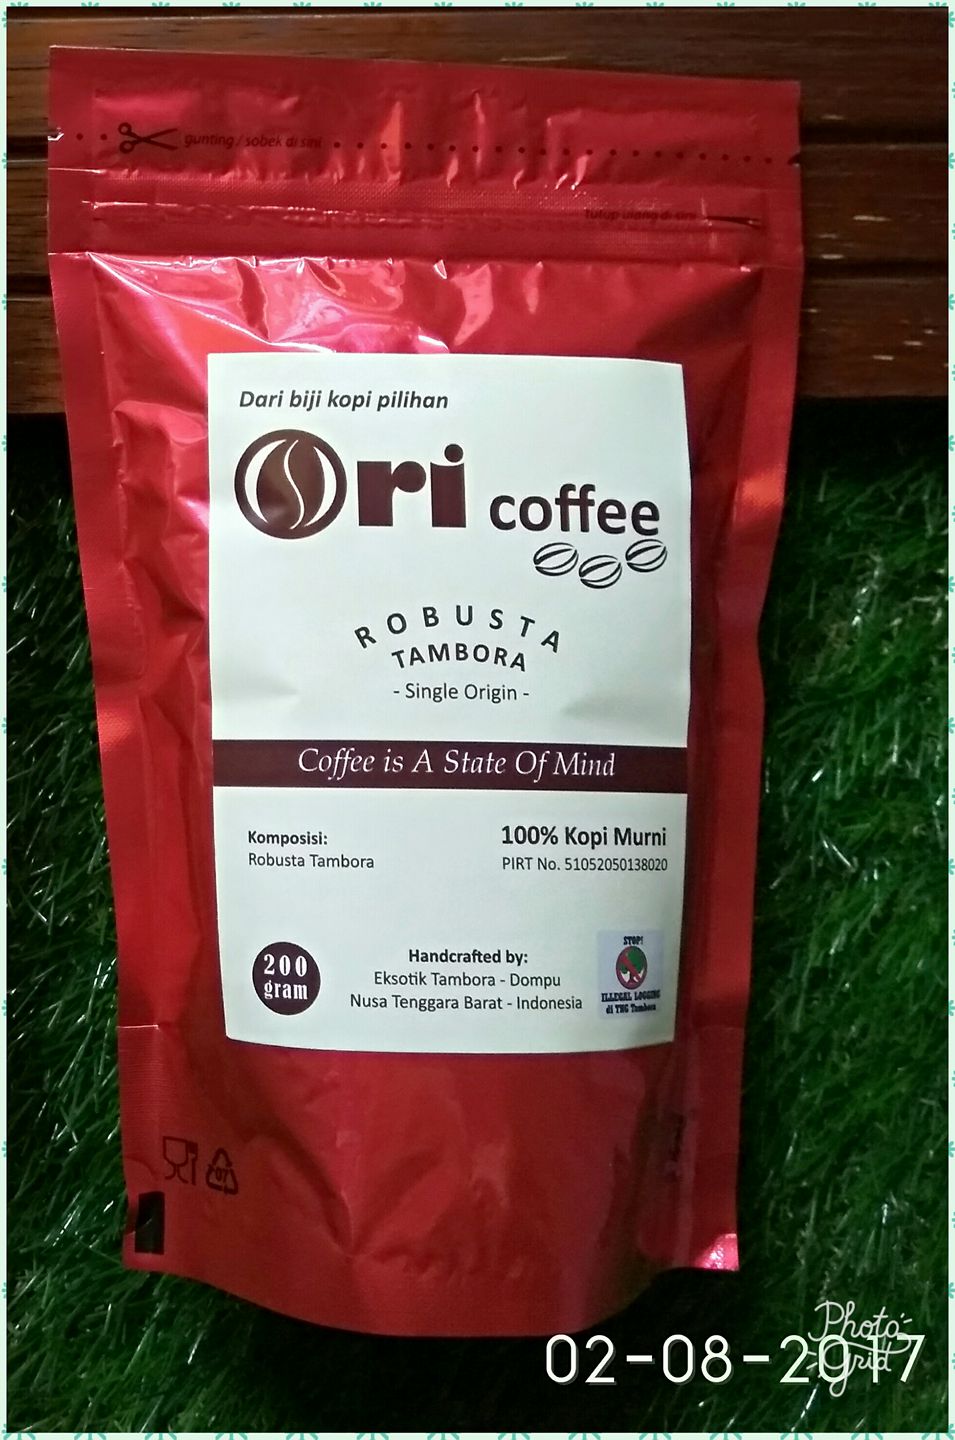 gunting / sobek di sini
Tutup ulang di sini
Dari biji kopi pilihan
Ori coffee
ROBUSTA
TAMBORA
- Single Origin -
Coffee is A State Of Mind
Komposisi:
Robusta Tambora
100% Kopi Murni
PIRT No. 51052050138020
200
gram
Handcrafted by:
Eksotik Tambora - Dompu
Nusa Tenggara Barat - Indonesia
STOP!
ILLEGAL LOGGING
di TNG Tambora
07
Photo
Grid
02-08-2017